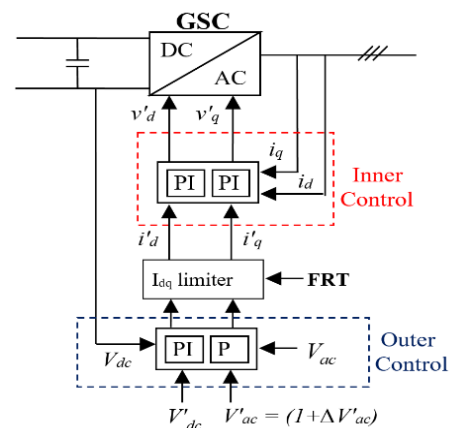 GSC
DC
AC
v'd v'q
iq
id
PI PI
Inner
Control
i'd i'q
Idq limiter
FRT
PI P
Vdc
Vac
Outer
Control
V'dc V'ac = (1+ΔV'ac)